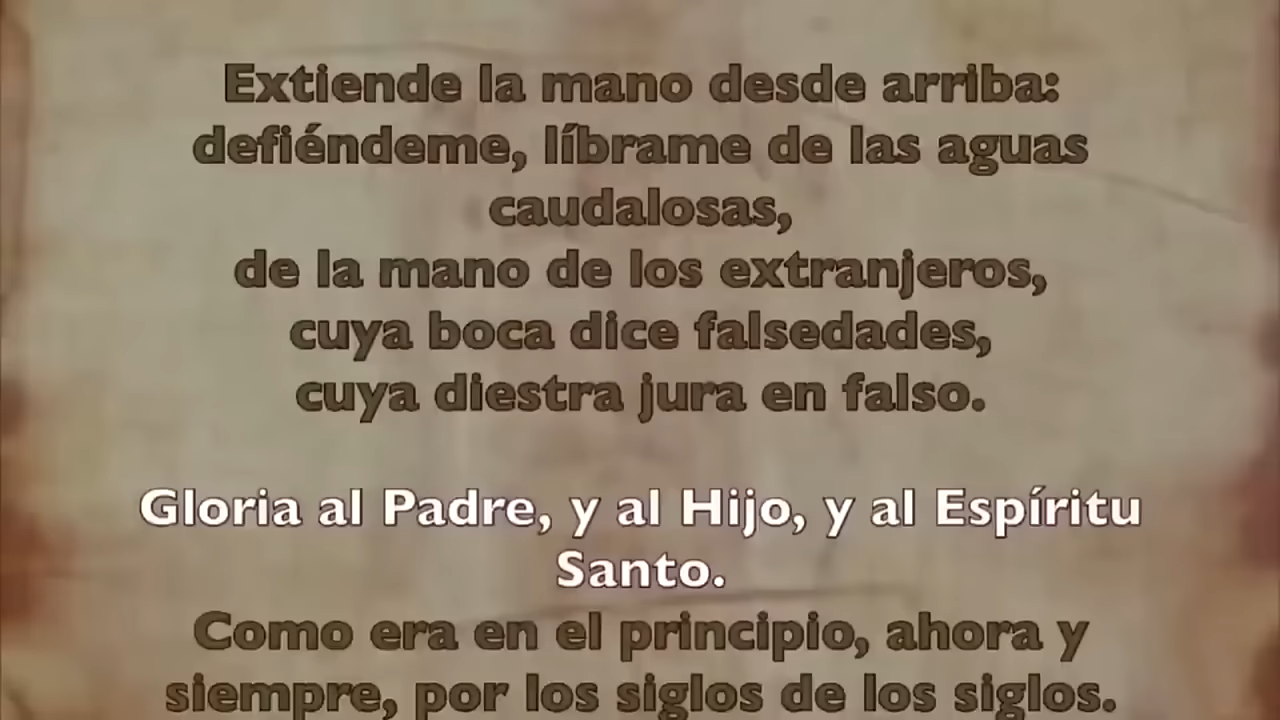 Extiende la mano desde arriba:
defiéndeme, líbrame de las aguas
caudalosas,
de la mano de los extranjeros,
cuya boca dice falsedades,
cuya diestra jura en falso.
Gloria al Padre, y al Hijo, y al Espíritu
Santo.
Como era en el principio, ahora y
siempre, por los siglos de los siglos.